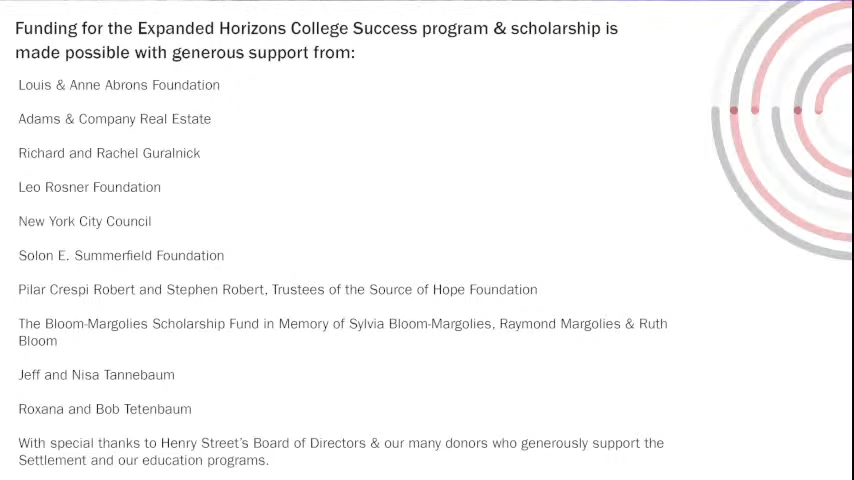 Funding for the Expanded Horizons College Success program & scholarship is
made possible with generous support from:
Louis & Anne Abrons Foundation
Adams & Company Real Estate
Richard and Rachel Guralnick
Leo Rosner Foundation
New York City Council
Solon E. Summerfield Foundation
Pilar Crespi Robert and Stephen Robert, Trustees of the Source of Hope Foundation
The Bloom-Margolies Scholarship Fund in Memory of Sylvia Bloom-Margolies, Raymond Margolies & Ruth
Bloom
Jeff and Nisa Tannebaum
Roxana and Bob Tetenbaum
With special thanks to Henry Street’s Board of Directors & our many donors who generously support the
Settlement and our education programs.